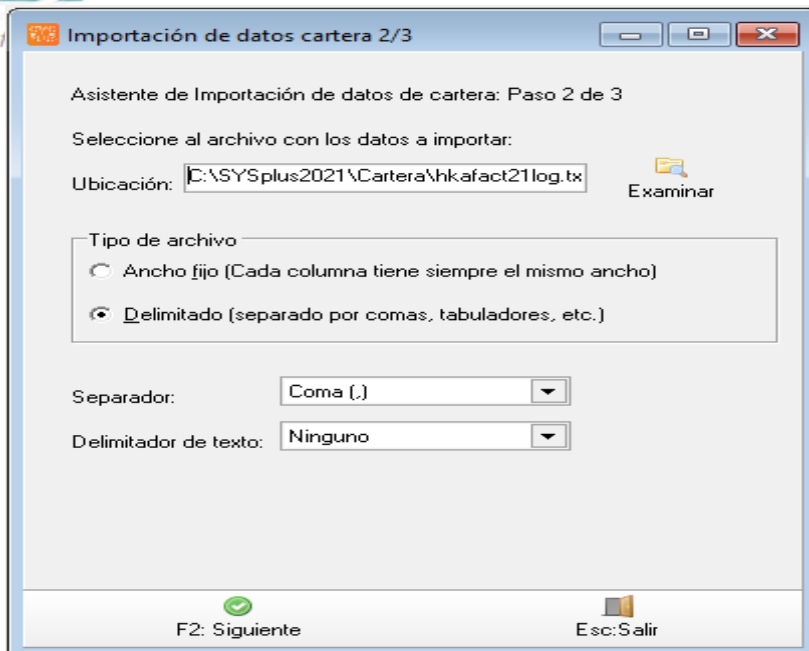 Importación de datos cartera 2/3
Asistente de Importación de datos de cartera: Paso 2 de 3
Seleccione al archivo con los datos a importar:
Ubicación: C:\SYSplus2021\Cartera\hkafact21log.tx
Examinar
Tipo de archivo
Ancho fijo (Cada columna tiene siempre el mismo ancho)
Delimitado (separado por comas, tabuladores, etc.)
Separador: Coma (,)
Delimitador de texto: Ninguno
F2: Siguiente Esc:Salir